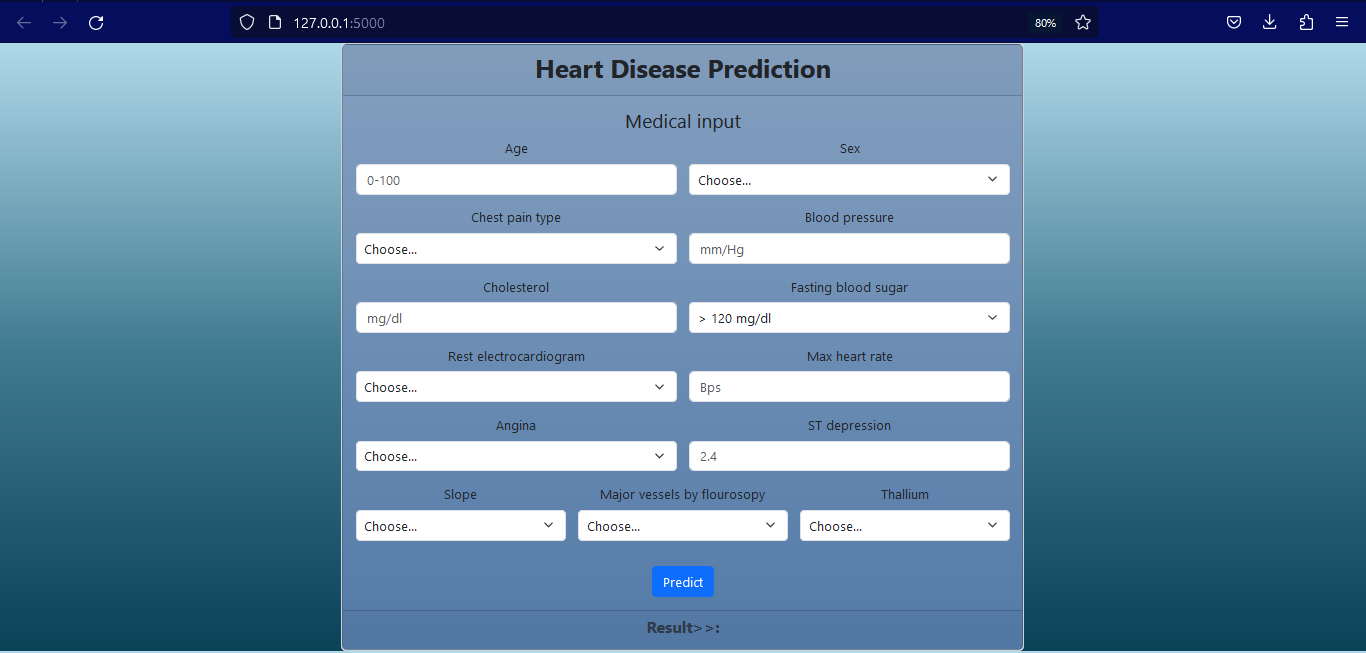 127.0.0.1:5000 80%
Heart Disease Prediction
Medical input
Age Sex
0-100 Choose...
Chest pain type Blood pressure
Choose... mm/Hg
Cholesterol Fasting blood sugar
mg/dl > 120 mg/dl
Rest electrocardiogram Max heart rate
Choose... Bps
Angina ST depression
Choose... 2.4
Slope Major vessels by flourosopy Thallium
Choose... Choose... Choose...
Predict
Result>>: